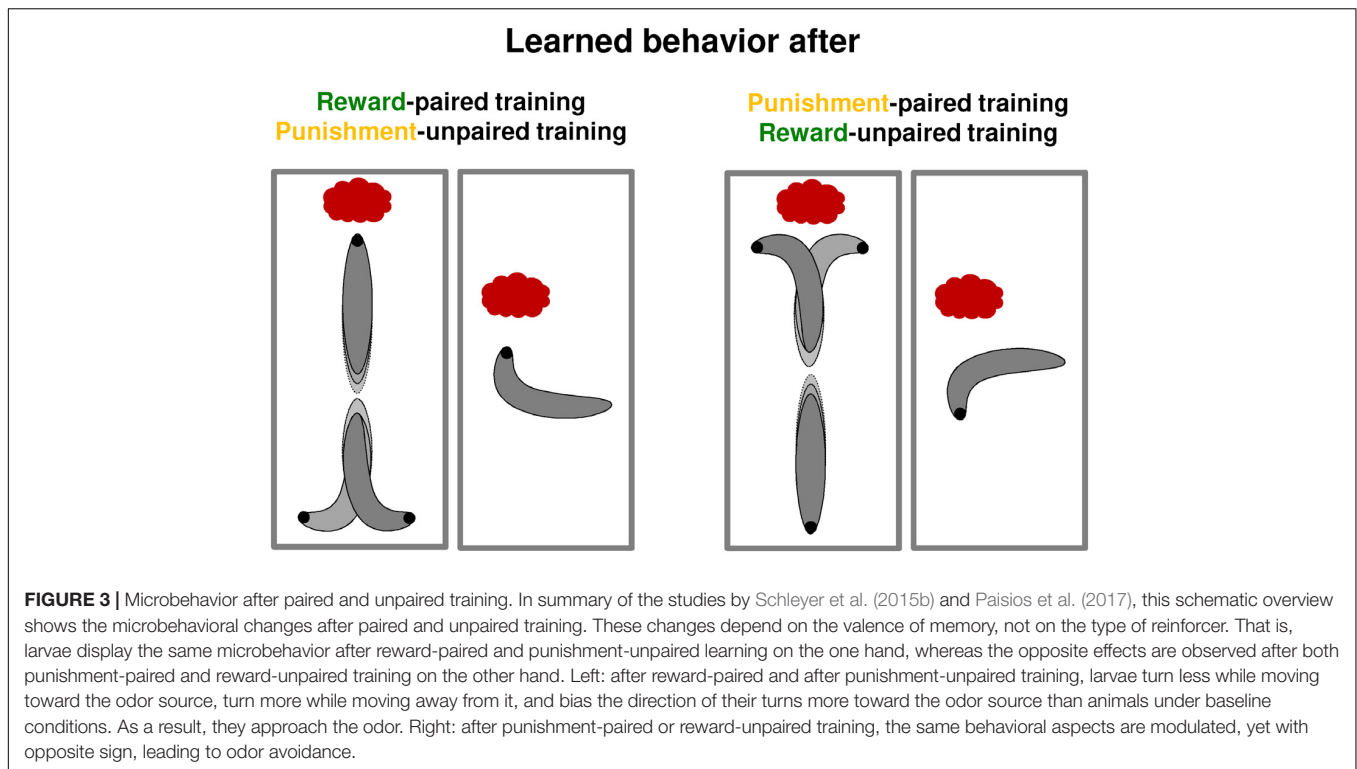 Learned behavior after
Reward-paired training
Punishment-unpaired training
Punishment-paired training
Reward-unpaired training
FIGURE 3 | Microbehavior after paired and unpaired training. In summary of the studies by Schleyer et al. (2015b) and Paisios et al. (2017), this schematic overview
shows the microbehavioral changes after paired and unpaired training. These changes depend on the valence of memory, not on the type of reinforcer. That is,
larvae display the same microbehavior after reward-paired and punishment-unpaired learning on the one hand, whereas the opposite effects are observed after both
punishment-paired and reward-unpaired training on the other hand. Left: after reward-paired and after punishment-unpaired training, larvae turn less while moving
toward the odor source, turn more while moving away from it, and bias the direction of their turns more toward the odor source than animals under baseline
conditions. As a result, they approach the odor. Right: after punishment-paired or reward-unpaired training, the same behavioral aspects are modulated, yet with
opposite sign, leading to odor avoidance.